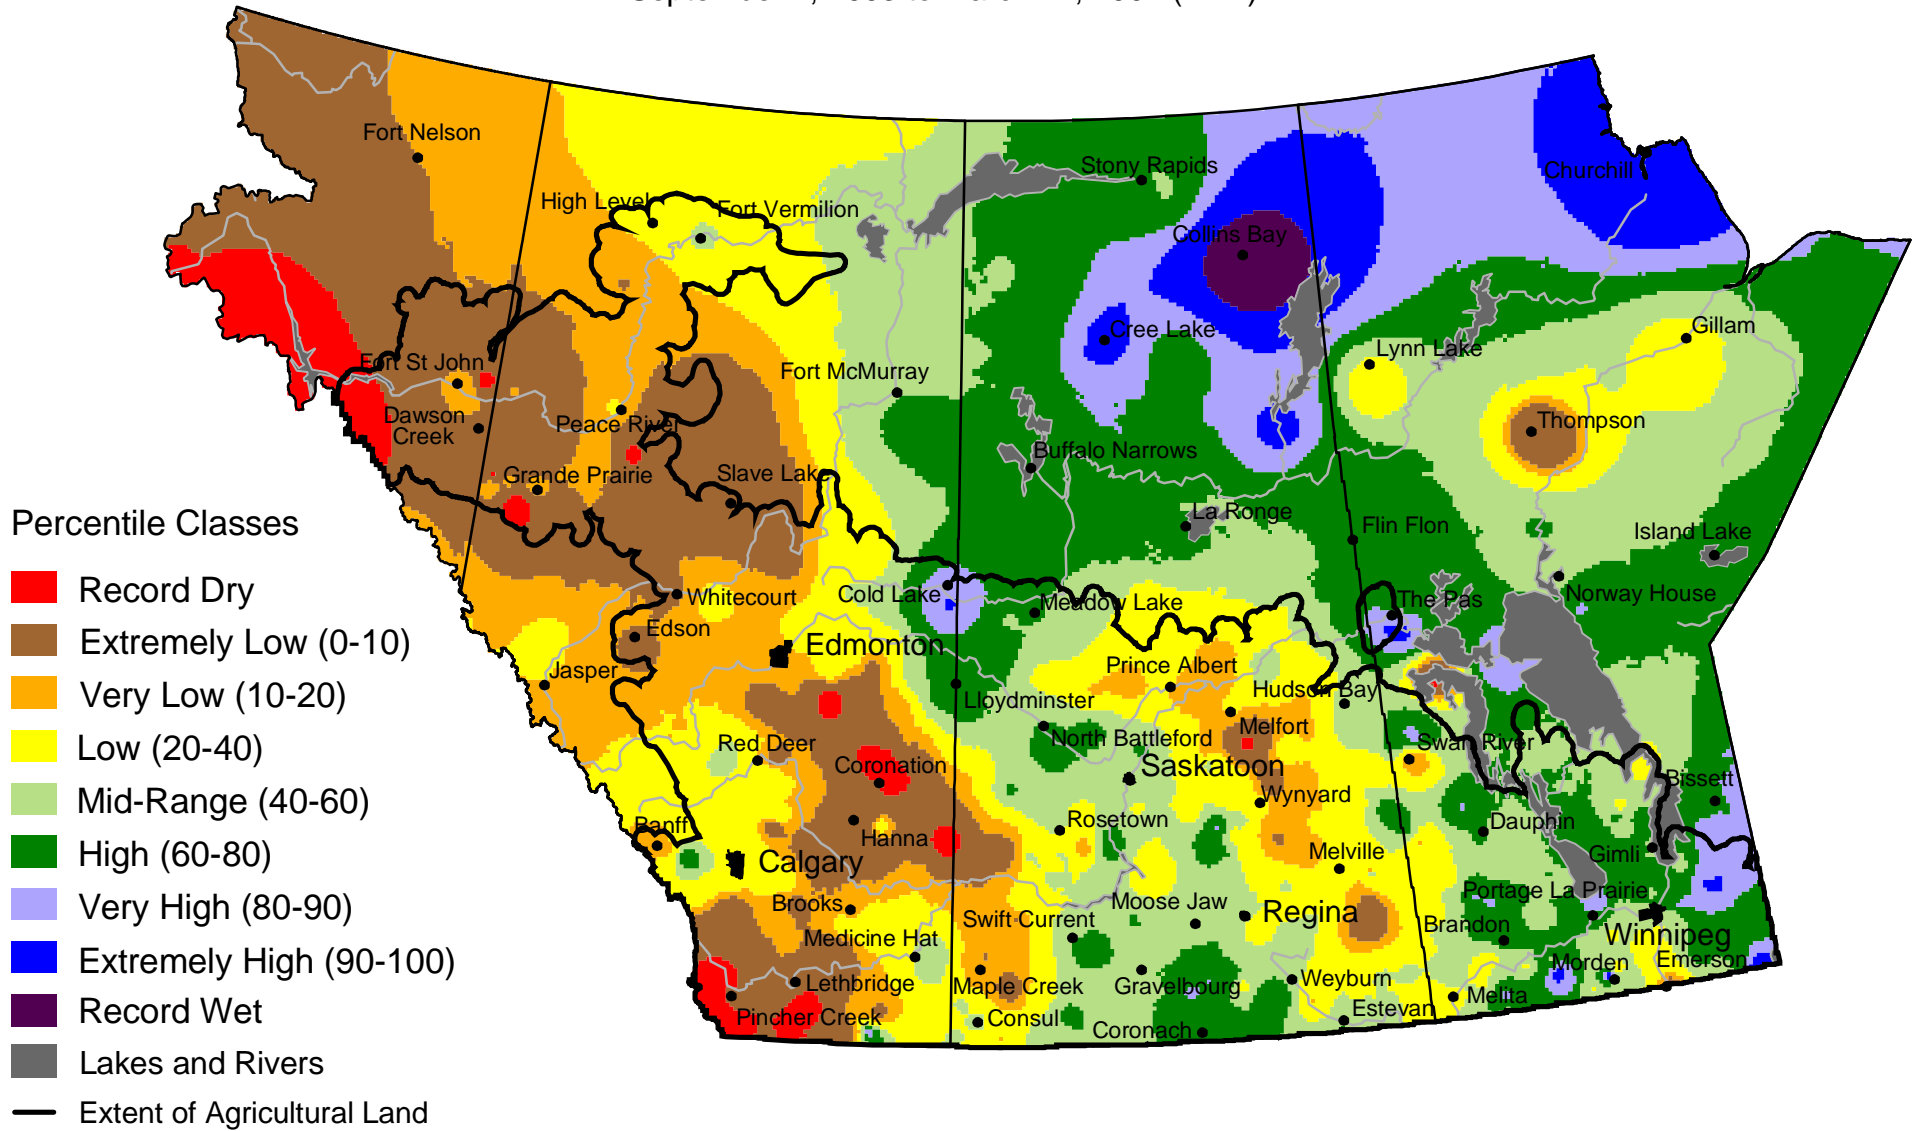 Fort Nelson
Stony Rapids
Churchill
High Level
Fort Vermilion
Collins Bay
Gillam
Cree Lake
Lynn Lake
Fort St John
Fort McMurray
Dawson
Creek
Peace River
Thompson
Buffalo Narrows
Grande Prairie
Slave Lake
La Ronge
Flin Flon
Island Lake
Cold Lake
Whitecourt
Meadow Lake
The Pas
Norway House
Edson
Edmonton
Jasper
Prince Albert
Hudson Bay
Lloydminster
Melfort
North Battleford
Red Deer
Swan River
Coronation
Saskatoon
Bissett
Wynyard
Banff
Hanna
Rosetown
Dauphin
Calgary
Melville
Gimli
Brooks
Moose Jaw
Portage La Prairie
Swift Current
Regina
Brandon
Medicine Hat
Winnipeg
Lethbridge
Maple Creek
Gravelbourg
Weyburn
Morden
Emerson
Melita
Pincher Creek
Consul
Coronach
Estevan
Percentile Classes
Record Dry
Extremely Low (0-10)
Very Low (10-20)
Low (20-40)
Mid-Range (40-60)
High (60-80)
Very High (80-90)
Extremely High (90-100)
Record Wet
Lakes and Rivers
Extent of Agricultural Land